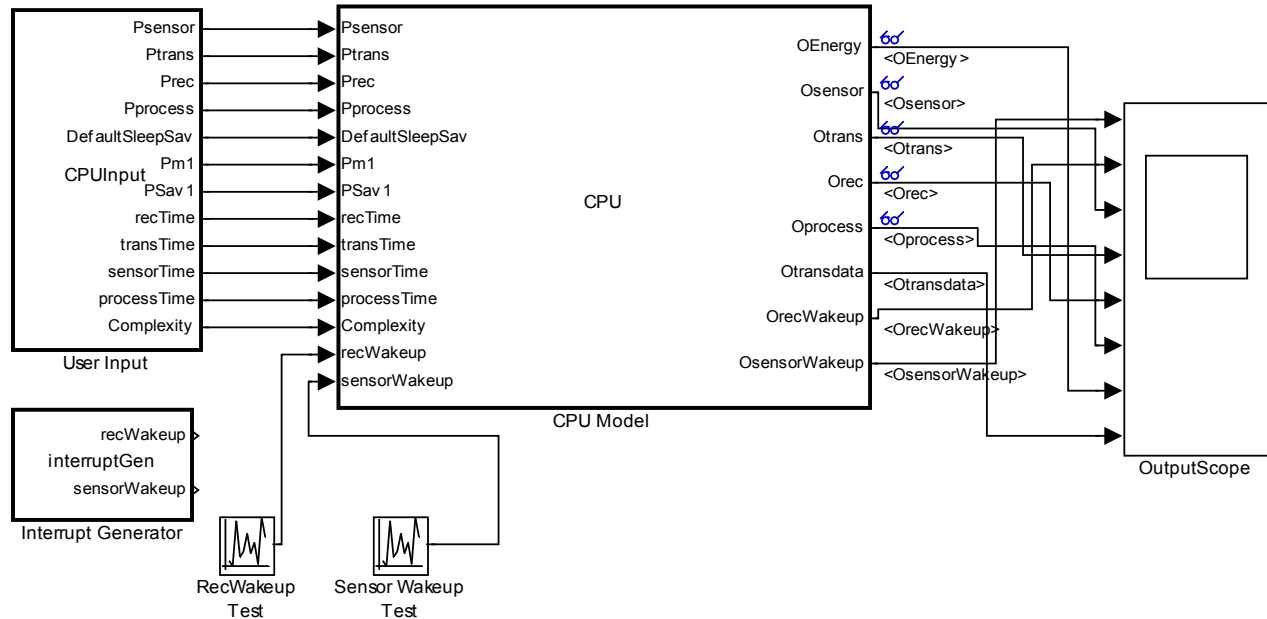 Psensor
Ptrans
Prec
Pprocess
DefaultSleepSav
CPUInput
Pm1
PSav1
recTime
transTime
sensorTime
processTime
Complexity
User Input
Psensor
Ptrans
Prec
Pprocess
DefaultSleepSav
Pm1
PSav1
recTime
transTime
sensorTime
processTime
Complexity
recWakeup
sensorWakeup
CPU
OEnergy
Osensor
Otrans
Orec
Oprocess
Otransdata
OrecWakeup
OsensorWakeup
CPU Model
<OEnergy>
<Osensor>
<Otrans>
<Orec>
<Oprocess>
<Otransdata>
<OrecWakeup>
<OsensorWakeup>
OutputScope
recWakeup
interruptGen
sensorWakeup
Interrupt Generator
RecWakeup
Test
Sensor Wakeup
Test